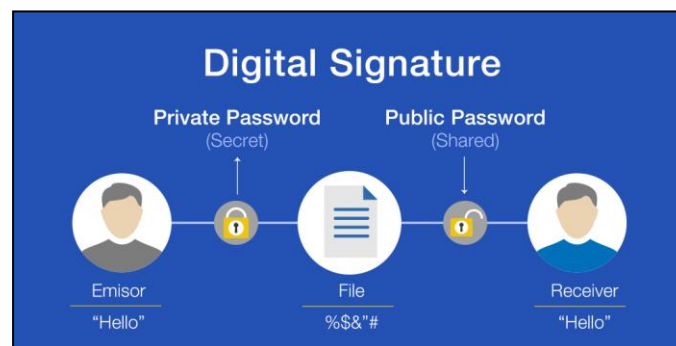 Digital Signature
Private Password
(Secret)
Public Password
(Shared)
Emisor
File
Receiver
“Hello”
%$&”#
“Hello”